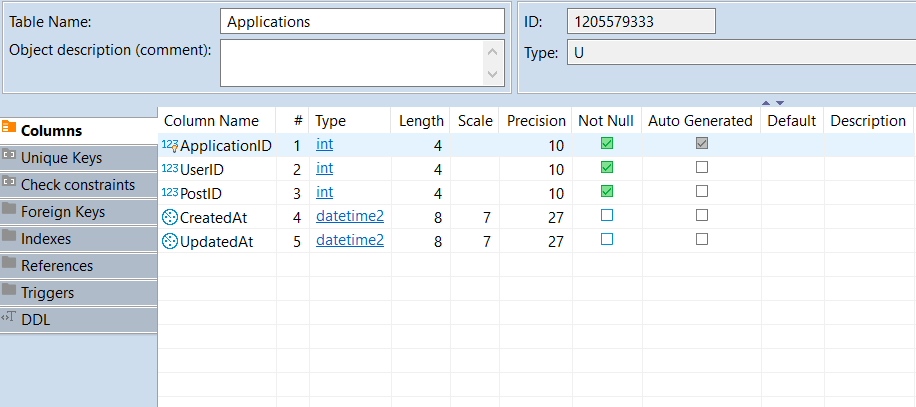 Table Name: Applications ID: 1205579333
Object description (comment): Type: U
Columns
Unique Keys
Check constraints
Foreign Keys
Indexes
References
Triggers
DDL
Column Name # Type Length Scale Precision Not Null Auto Generated Default Description
123 ApplicationID 1 int 4 10
123 UserID 2 int 4 10
123 PostID 3 int 4 10
CreatedAt 4 datetime2 8 7 27
UpdatedAt 5 datetime2 8 7 27